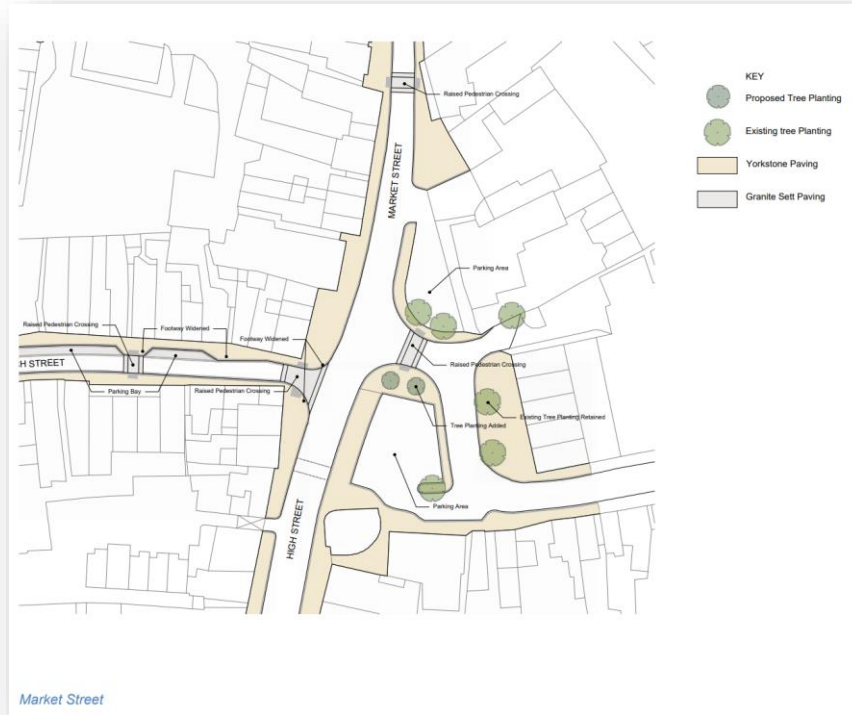 Raised Pedestrian Crossing
MARKET STREET
Parking Area
Raised Pedestrian Crossing
Footway Widened
Footway Widened
GH STREET
Parking Bay
Raised Pedestrian Crossing
Raised Pedestrian Crossing
Tree Planting Added
Existing Tree Planting Retained
Parking Area
HIGH STREET
KEY
Proposed Tree Planting
Existing tree Planting
Yorkstone Paving
Granite Sett Paving
Market Street